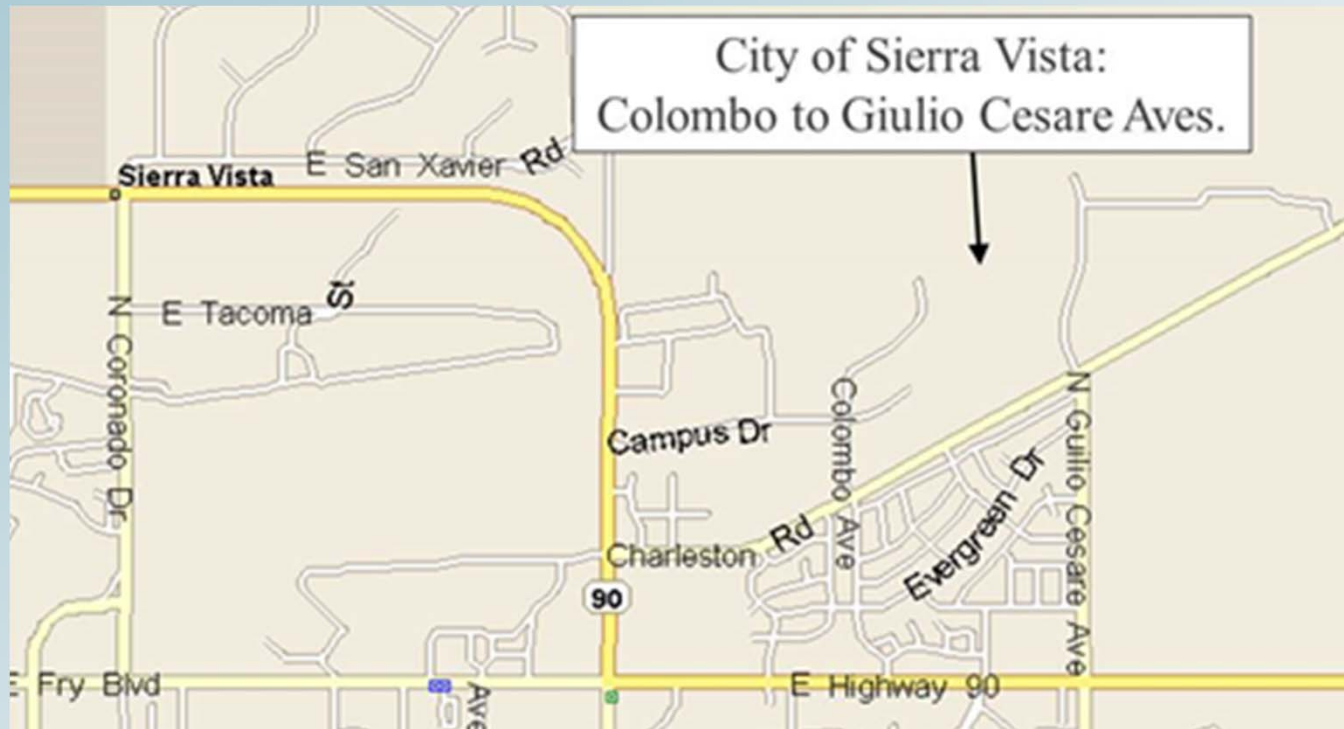 City of Sierra Vista:
Colombo to Giulio Cesare Aves.
E San Xavier Rd
Sierra Vista
E Tacoma St
N Coronado Dr
Campus Dr
Colombo Ave
N Guilio Cesare Ave
Evergreen Dr
Charleston Rd
90
E Fry Blvd
Ave
E Highway 90